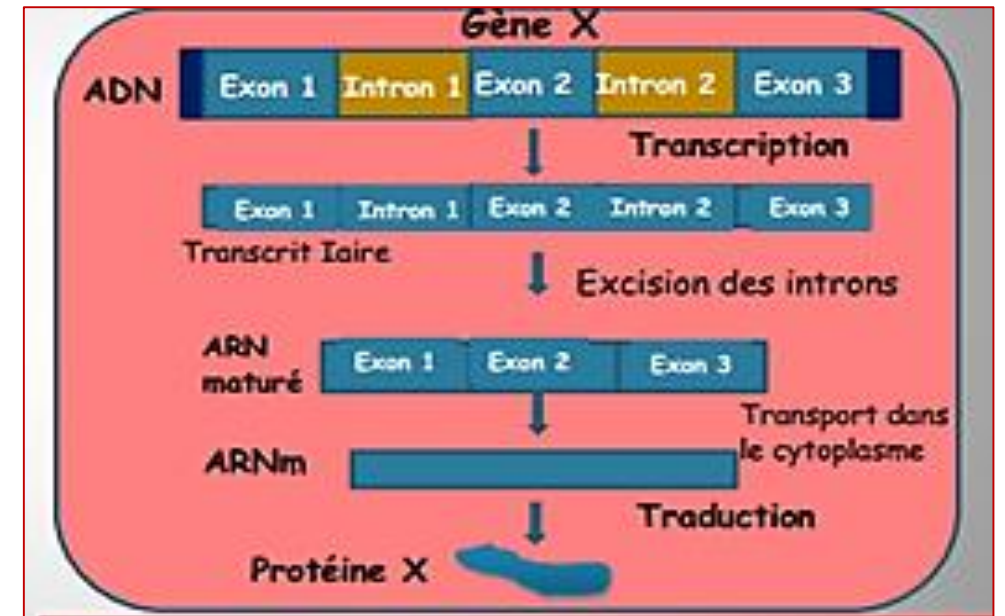 Gène X
ADN Exon 1 Intron 1 Exon 2 Intron 2 Exon 3
Transcription
Exon 1 Intron 1 Exon 2 Intron 2 Exon 3
Transcrit Iaire
Excision des introns
ARN
maturé
Exon 1 Exon 2 Exon 3
Transport dans
le cytoplasme
ARNm
Traduction
Protéine X